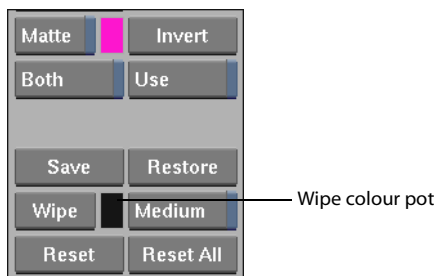 Matte Invert
Both Use
Save Restore
Wipe Medium Wipe colour pot
Reset Reset All